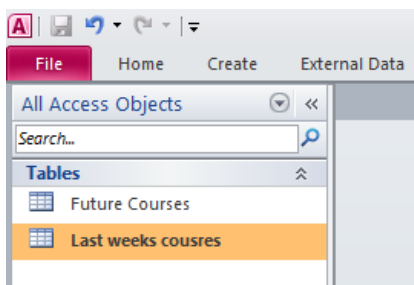 A
File Home Create External Data
All Access Objects
Search...
Tables
Future Courses
Last weeks cousres